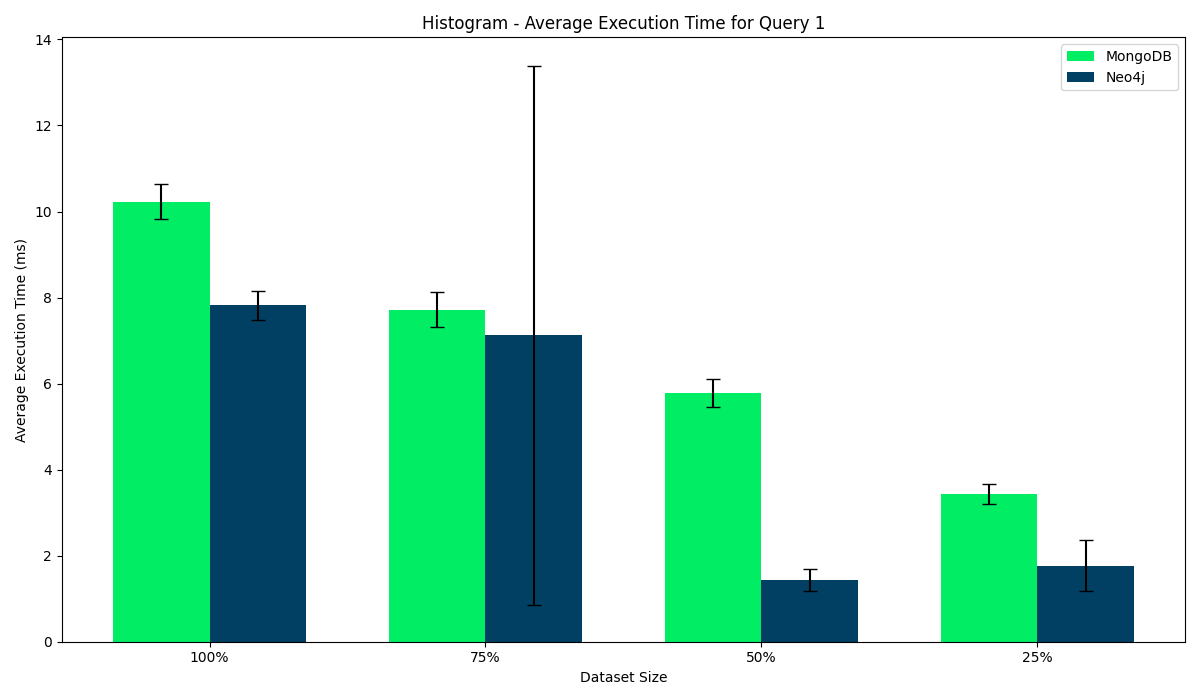 Histogram - Average Execution Time for Query 1
MongoDB
Neo4j
Average Execution Time (ms)
14
12
10
8
6
4
2
0
100%
75%
50%
25%
Dataset Size